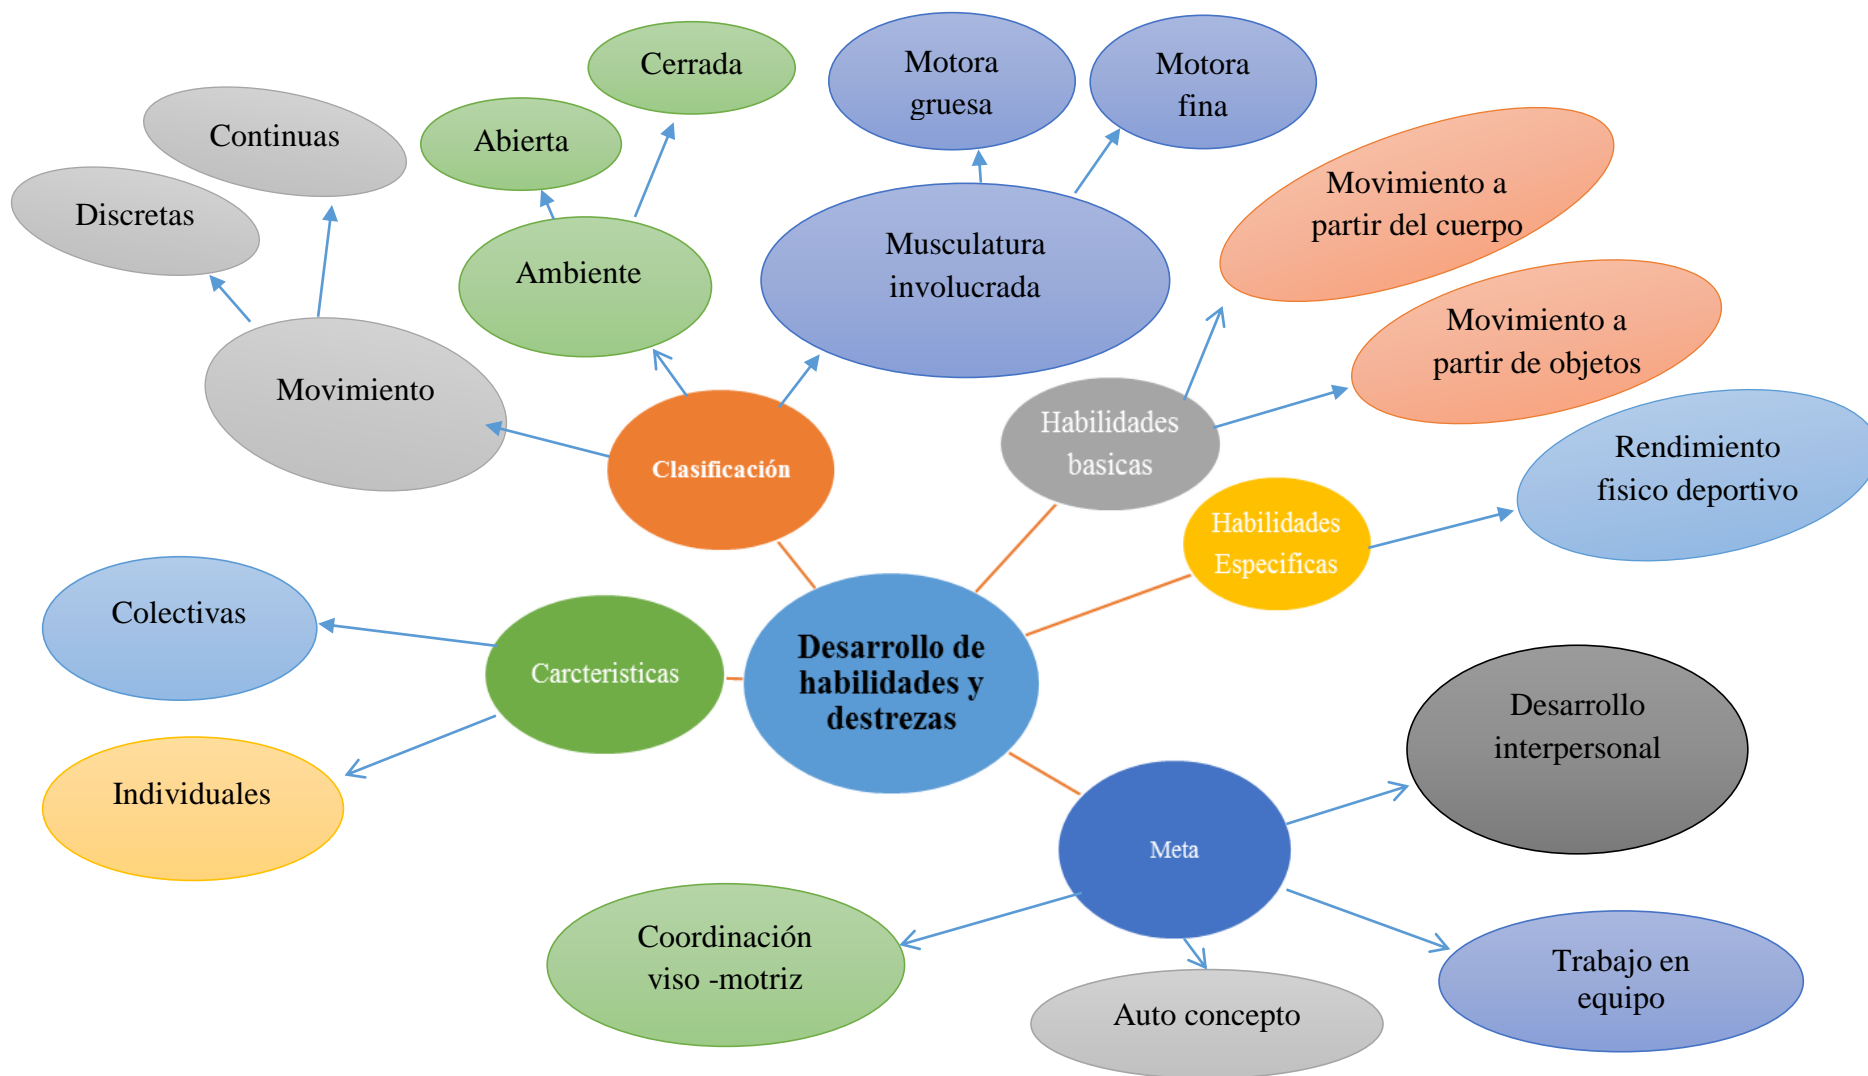 Cerrada
Motora
gruesa
Motora
fina
Continuas
Abierta
Discretas
Movimiento a
partir del cuerpo
Ambiente
Musculatura
involucrada
Movimiento a
partir de objetos
Movimiento
Clasificación
Habilidades
basicas
Rendimiento
fisico deportivo
Habilidades
Especificas
Colectivas
Carcteristicas
Desarrollo de
habilidades y
destrezas
Individuales
Desarrollo
interpersonal
Meta
Coordinación
viso -motriz
Auto concepto
Trabajo en
equipo